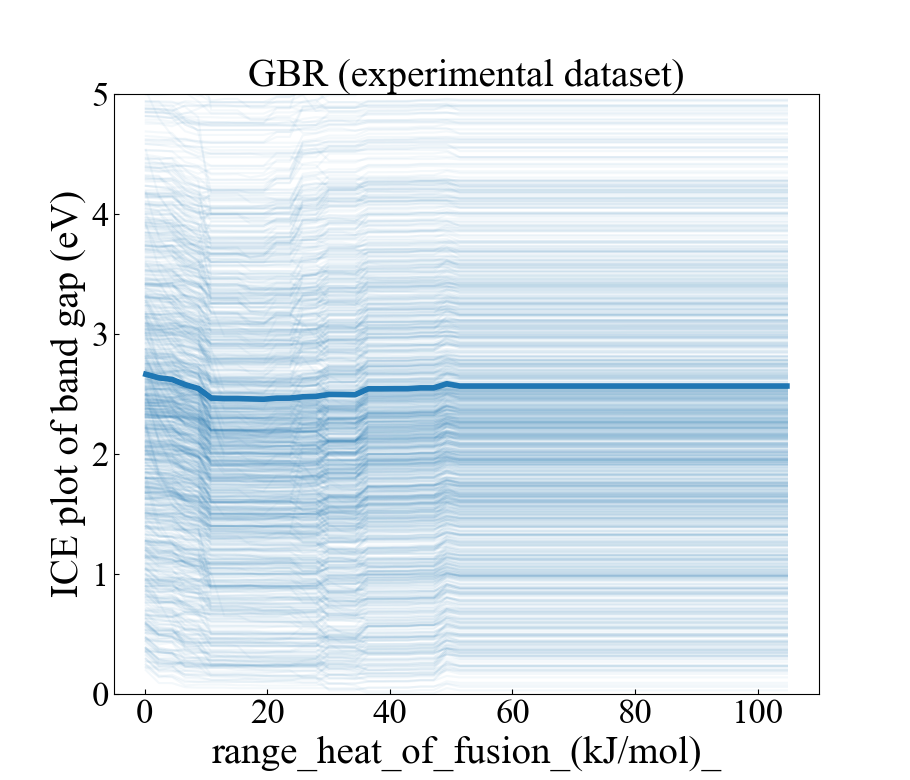 GBR (experimental dataset)
ICE plot of band gap (eV)
5
4
3
2
1
0
0 20 40 60 80 100
range_heat_of_fusion_(kJ/mol)_